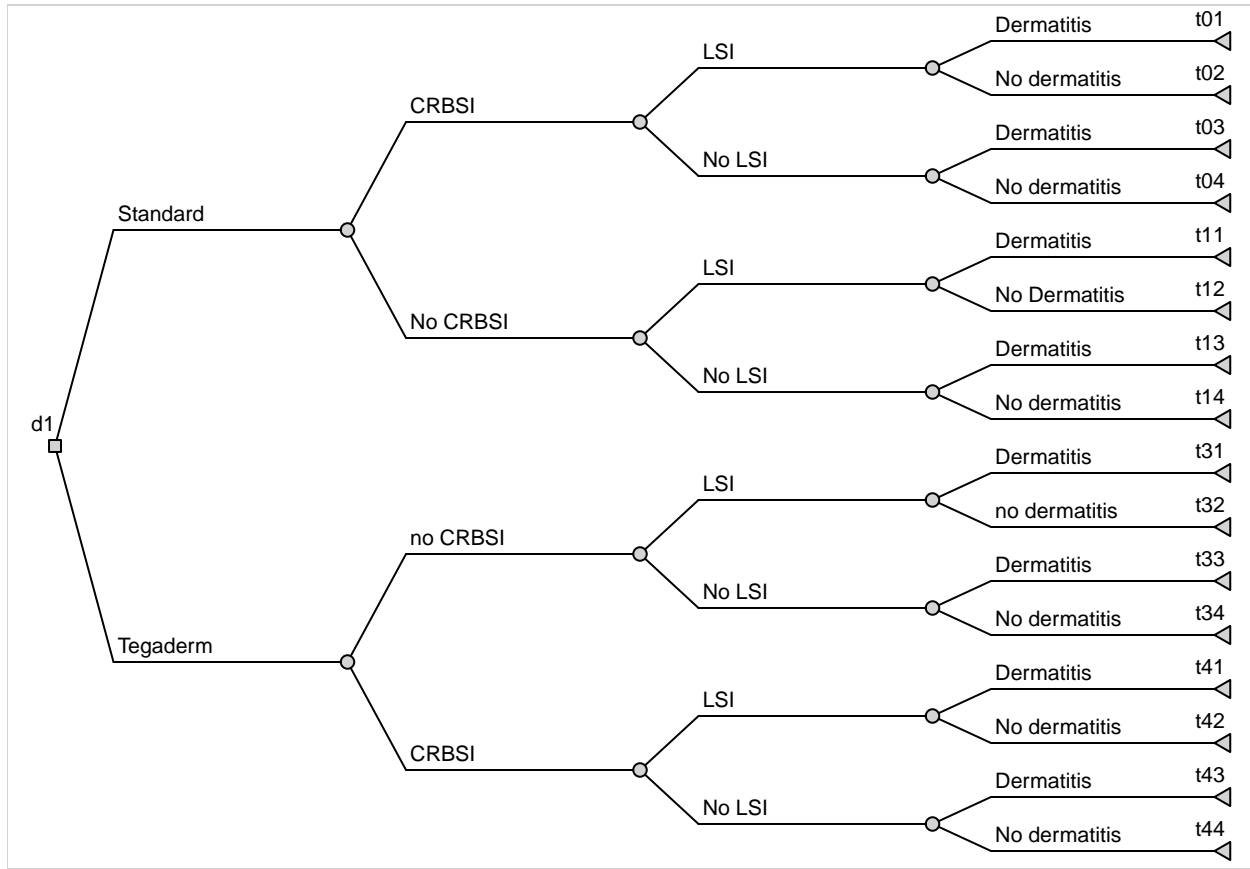 Dermatitis t01
LSI
No dermatitis t02
CRBSI
Dermatitis t03
No LSI
No dermatitis t04
Standard
Dermatitis t11
LSI
No Dermatitis t12
No CRBSI
Dermatitis t13
No LSI
No dermatitis t14
d1
Dermatitis t31
LSI
no dermatitis t32
no CRBSI
Dermatitis t33
No LSI
No dermatitis t34
Tegaderm
Dermatitis t41
LSI
No dermatitis t42
CRBSI
Dermatitis t43
No LSI
No dermatitis t44